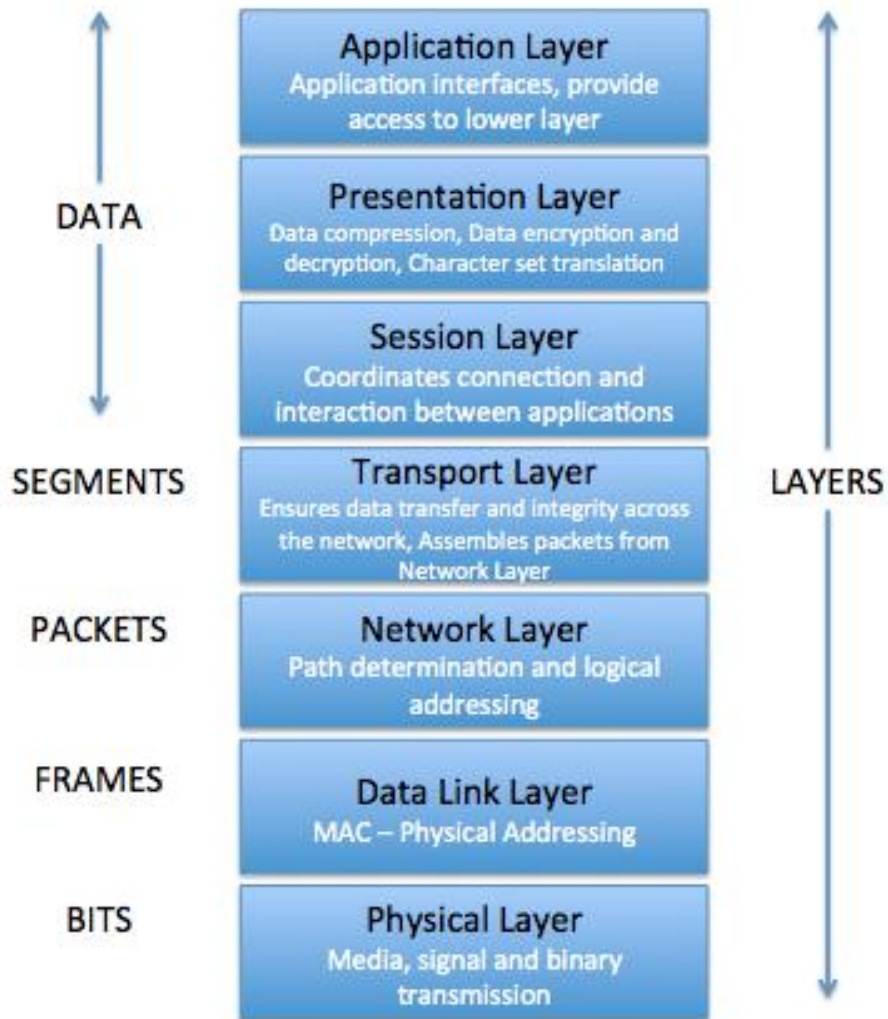 Application Layer
Application interfaces, provide
access to lower layer
Presentation Layer
Data compression, Data encryption and
decryption, Character set translation
DATA
Session Layer
Coordinates connection and
interaction between applications
SEGMENTS
Transport Layer
Ensures data transfer and integrity across
the network, Assembles packets from
Network Layer
LAYERS
PACKETS
Network Layer
Path determination and logical
addressing
FRAMES
Data Link Layer
MAC – Physical Addressing
BITS
Physical Layer
Media, signal and binary
transmission